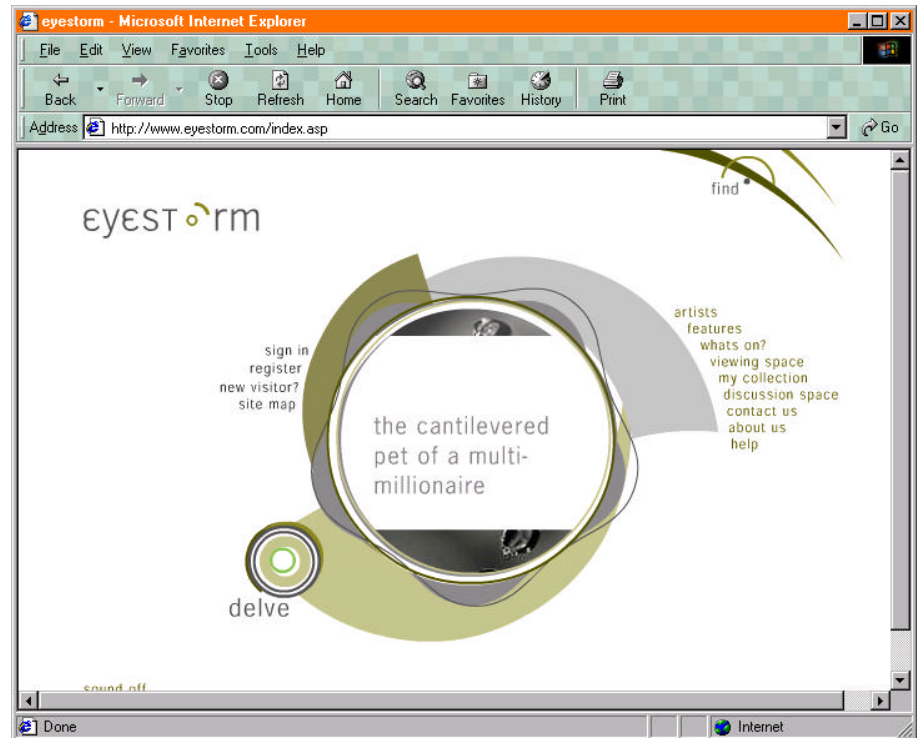 eyestorm - Microsoft Internet Explorer
File Edit View Favorites Tools Help
Back Forward Stop Refresh Home Search Favorites History Print
Address http://www.eyestorm.com/index.asp Go
find
εyεsτorm
artists
features
whats on?
viewing space
my collection
discussion space
contact us
about us
help
sign in
register
new visitor?
site map
the cantilevered
pet of a multi-
millionaire
delve
sound off
Done Internet